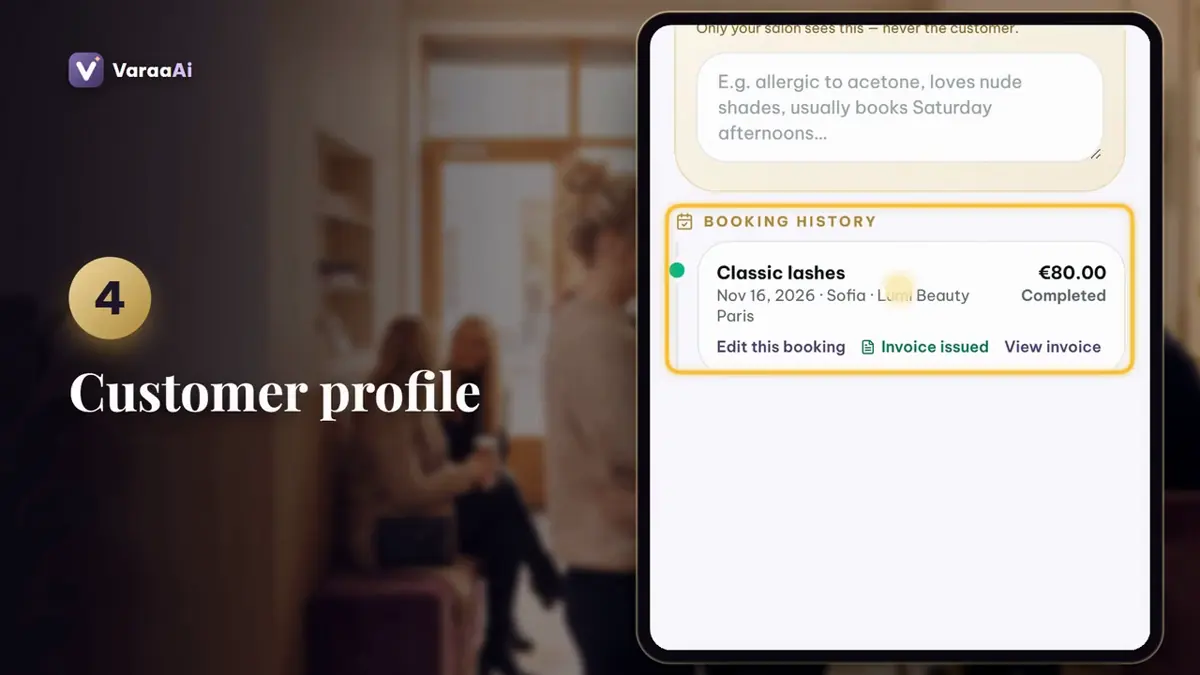 VaraaAi
4
Customer profile
Only your salon sees this — never the customer.
E.g. allergic to acetone, loves nude
shades, usually books Saturday
afternoons...
BOOKING HISTORY
Classic lashes
€80.00
Nov 16, 2026 · Sofia · Lumi Beauty
Paris
Completed
Edit this booking
Invoice issued
View invoice